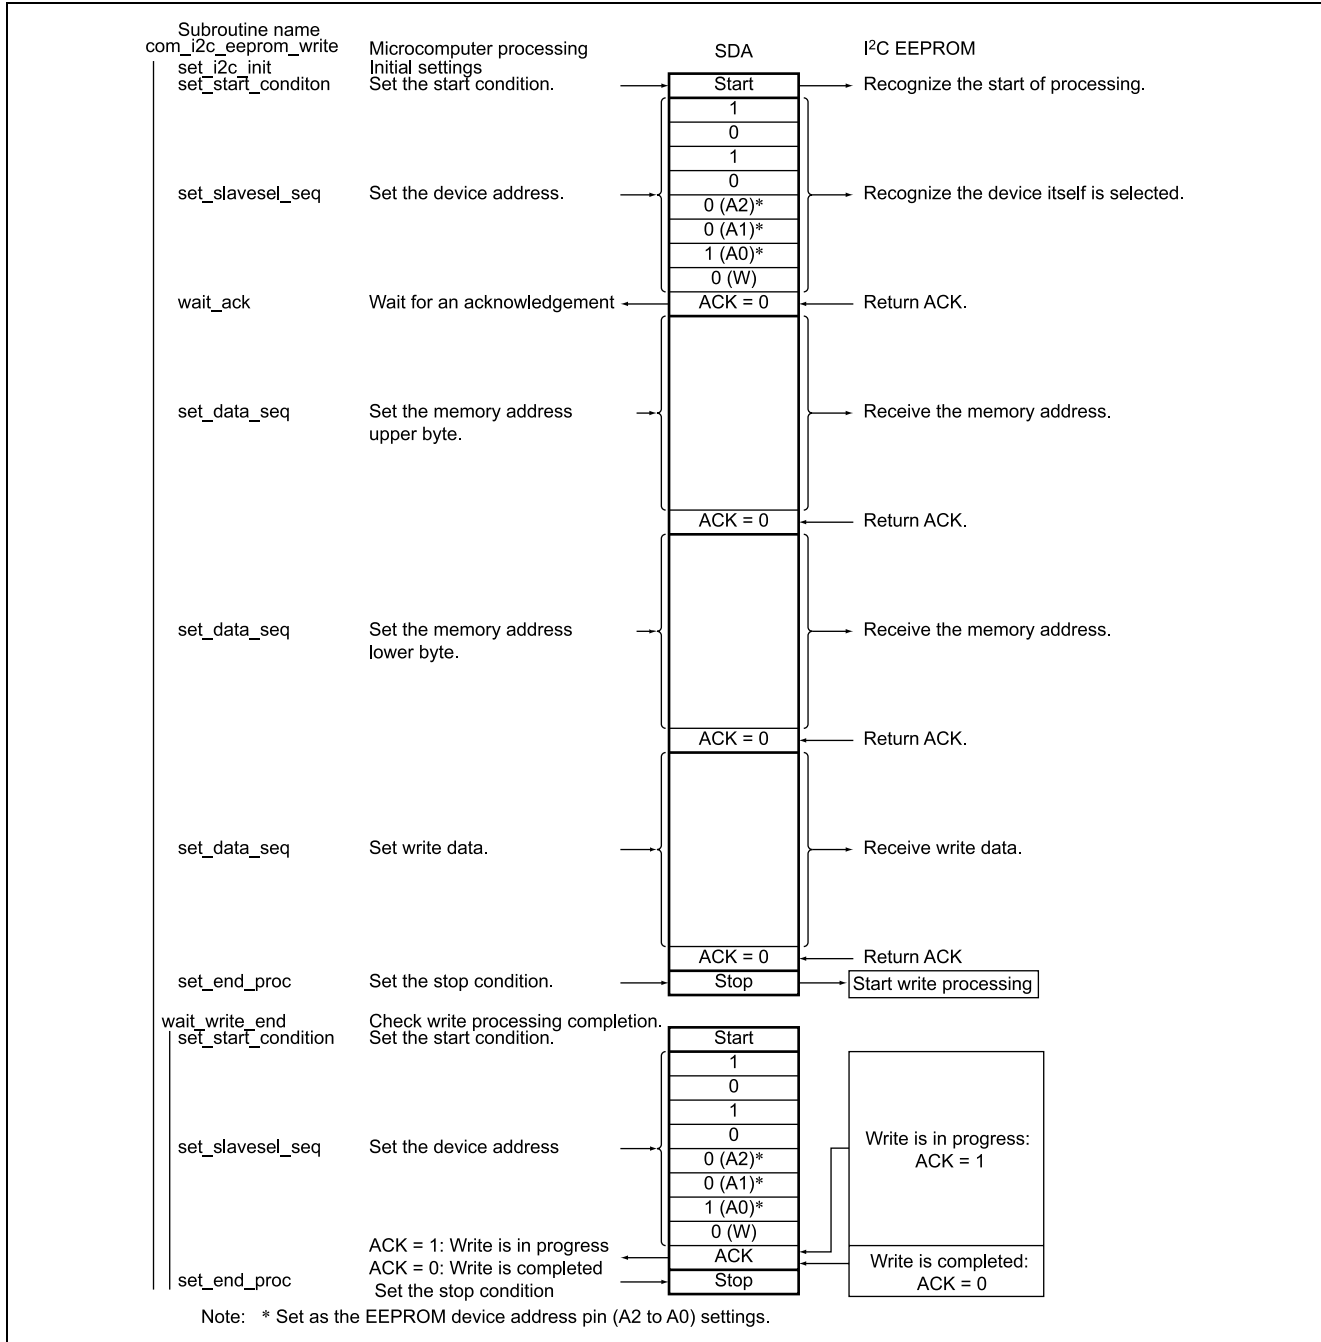 Subroutine name
com_i2c_eeprom_write Microcomputer processing SDA I²C EEPROM
set_i2c_init Initial settings
set_start_conditon Set the start condition. Start Recognize the start of processing.
1
0
1
0
set_slavesel_seq Set the device address. Recognize the device itself is selected.
0 (A2)*
0 (A1)*
1 (A0)*
0 (W)
wait_ack Wait for an acknowledgement ACK = 0 Return ACK.
set_data_seq Set the memory address Receive the memory address.
upper byte.
ACK = 0 Return ACK.
set_data_seq Set the memory address Receive the memory address.
lower byte.
ACK = 0 Return ACK.
set_data_seq Set write data. Receive write data.
ACK = 0 Return ACK
set_end_proc Set the stop condition. Stop Start write processing
wait_write_end Check write processing completion.
set_start_condition Set the start condition. Start
1
0
1
0
set_slavesel_seq Set the device address Write is in progress:
0 (A2)* ACK = 1
0 (A1)*
1 (A0)*
0 (W)
ACK = 1: Write is in progress ACK Write is completed:
ACK = 0: Write is completed
set_end_proc Set the stop condition Stop ACK = 0
Note: * Set as the EEPROM device address pin (A2 to A0) settings.